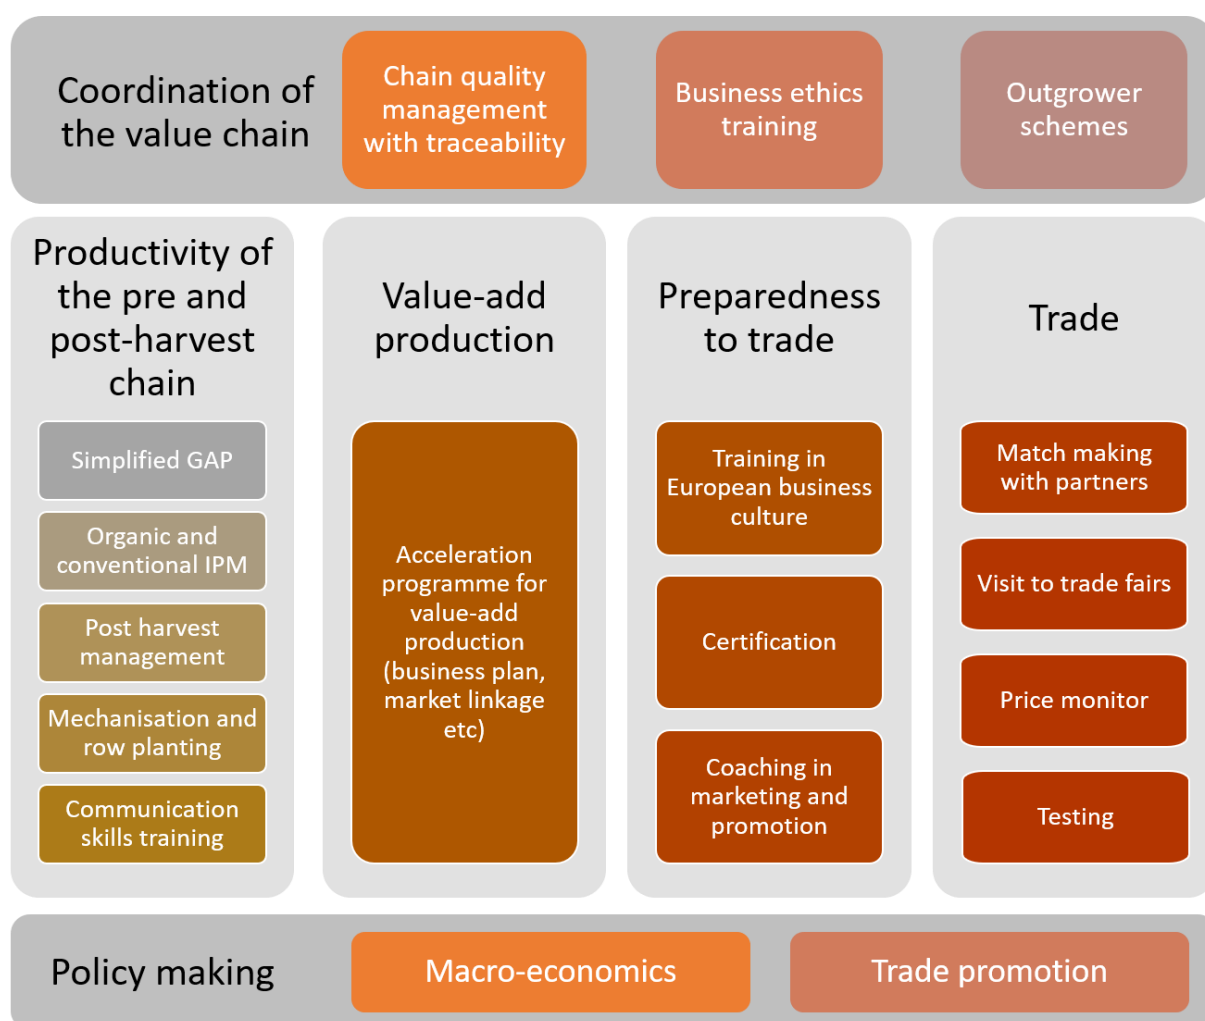 Coordination of
the value chain
Chain quality
management
with traceability
Business ethics
training
Outgrower
schemes
Productivity of
the pre and
post-harvest
chain
Simplified GAP
Organic and
conventional IPM
Post harvest
management
Mechanisation and
row planting
Communication
skills training
Value-add
production
Acceleration
programme for
value-add
production
(business plan,
market linkage
etc)
Preparedness
to trade
Training in
European business
culture
Certification
Coaching in
marketing and
promotion
Trade
Match making
with partners
Visit to trade fairs
Price monitor
Testing
Policy making
Macro-economics
Trade promotion